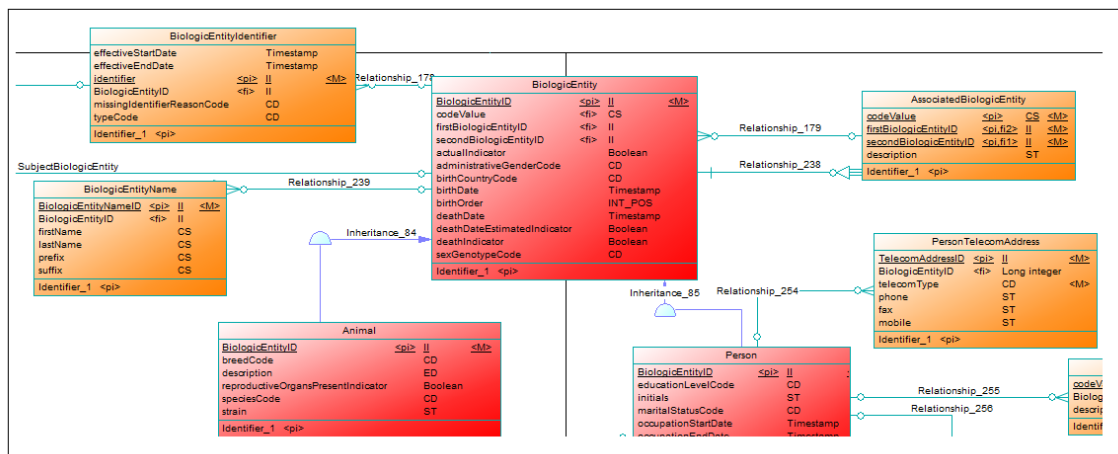 BiologicEntityIdentifier
effectiveStartDate Timestamp
effectiveEndDate Timestamp
identifier <pi> II <M>
BiologicEntityID <fi> II
missingIdentifierReasonCode CD
typeCode CD
Identifier_1 <pi>
Relationship_178
BiologicEntity
BiologicEntityID <pi> II <M>
codeValue <fi> CS
firstBiologicEntityID <fi> II
secondBiologicEntityID <fi> II
actualIndicator Boolean
administrativeGenderCode CD
birthCountryCode CD
birthDate Timestamp
birthOrder INT_POS
deathDate Timestamp
deathDateEstimatedIndicator Boolean
deathIndicator Boolean
sexGenotypeCode CD
Identifier_1 <pi>
AssociatedBiologicEntity
codeValue <pi> CS <M>
firstBiologicEntityID <pi,fi2> II <M>
secondBiologicEntityID <pi,fi1> II <M>
description ST
Identifier_1 <pi>
Relationship_179
Relationship_238
SubjectBiologicEntity
Relationship_239
BiologicEntityName
BiologicEntityNameID <pi> II <M>
BiologicEntityID <fi> II
firstName CS
lastName CS
prefix CS
suffix CS
Identifier_1 <pi>
Inheritance_84
PersonTelecomAddress
TelecomAddressID <pi> II <M>
BiologicEntityID <fi> Long integer
telecomType CD <M>
phone ST
fax ST
mobile ST
Identifier_1 <pi>
Inheritance_85
Relationship_254
Animal
BiologicEntityID <pi> II <M>
breedCode CD
description ED
reproductiveOrgansPresentIndicator Boolean
speciesCode CD
strain ST
Identifier_1 <pi>
Person
BiologicEntityID <pi> II
educationLevelCode CD
initials ST
maritalStatusCode CD
occupationStartDate Timestamp
occupationEndDate Timestamp
Relationship_255
Relationship_256
codeVa
Biolog
descrip
Identif